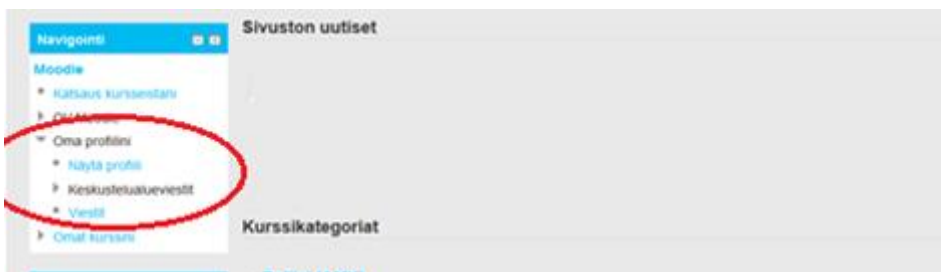 Navigointi
Sivuston uutiset
Moodle
Katsaus kursseistani
Oma profiilini
Näytä profiili
Keskustelualueviestit
Viestit
Omat kurssini
Kurssikategoriat